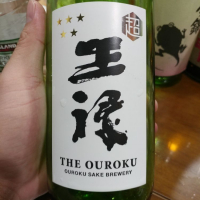 超
王祿
THE OUROKU
OUROKU SAKE BREWERY